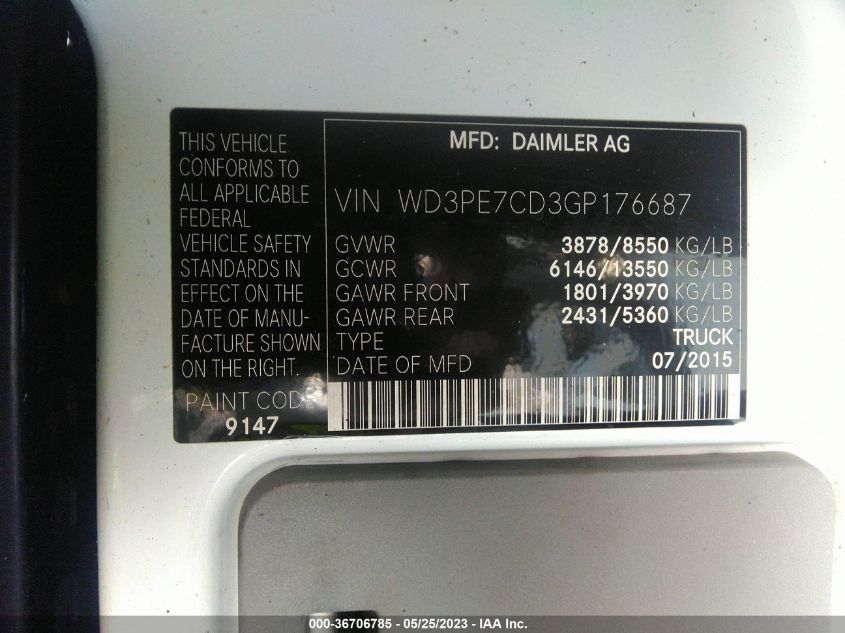 THIS VEHICLE
CONFORMS TO
ALL APPLICABLE
FEDERAL
VEHICLE SAFETY
STANDARDS IN
EFFECT ON THE
DATE OF MANU-
FACTURE SHOWN
ON THE RIGHT.
PAINT CODE
9147
MFD: DAIMLER AG
VIN WD3PE7CD3GP176687
GVWR 3878/8550 KG/LB
GCWR 6146/13550 KG/LB
GAWR FRONT 1801/3970 KG/LB
GAWR REAR 2431/5360 KG/LB
TYPE TRUCK
DATE OF MFD 07/2015
000-36706785 - 05/25/2023 - IAA Inc.